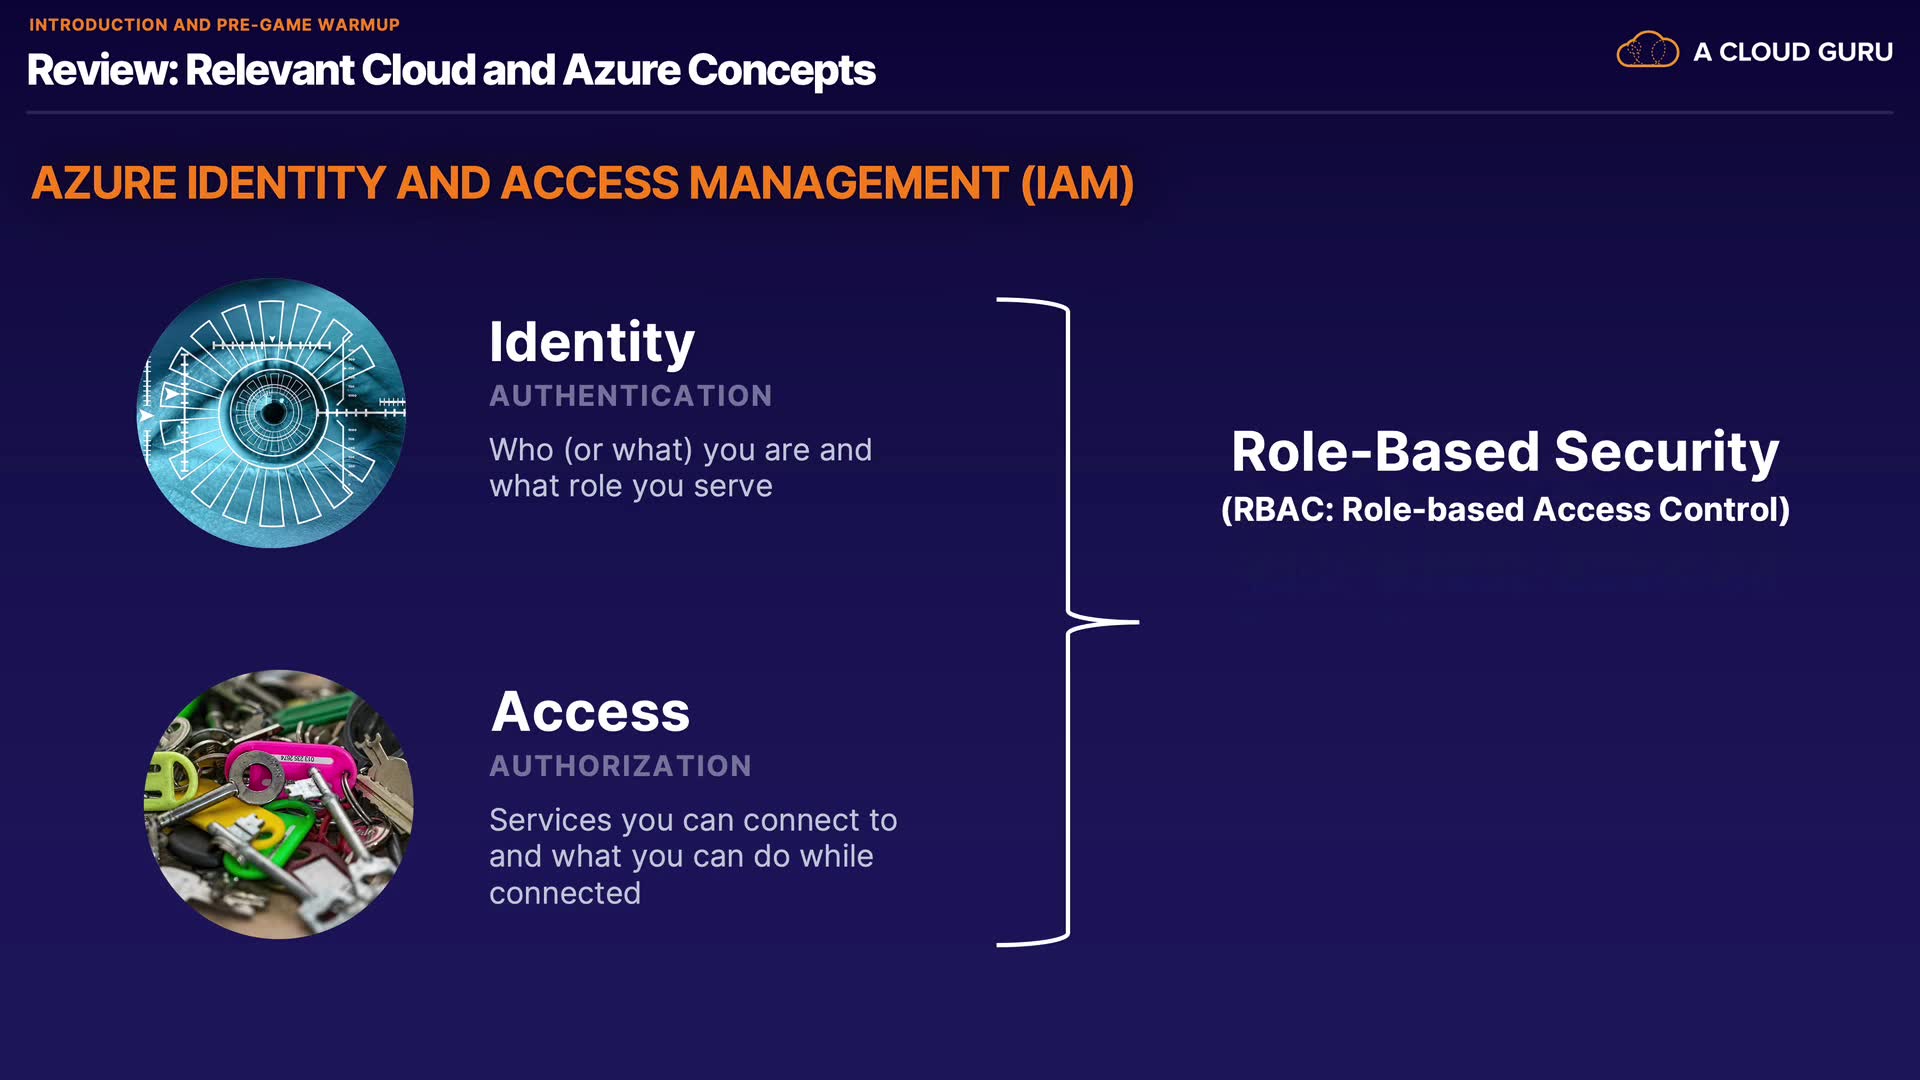 INTRODUCTION AND PRE-GAME WARMUP
Review: Relevant Cloud and Azure Concepts
A CLOUD GURU
AZURE IDENTITY AND ACCESS MANAGEMENT (IAM)
Identity
AUTHENTICATION
Who (or what) you are and
what role you serve
Role-Based Security
(RBAC: Role-based Access Control)
Access
AUTHORIZATION
Services you can connect to
and what you can do while
connected